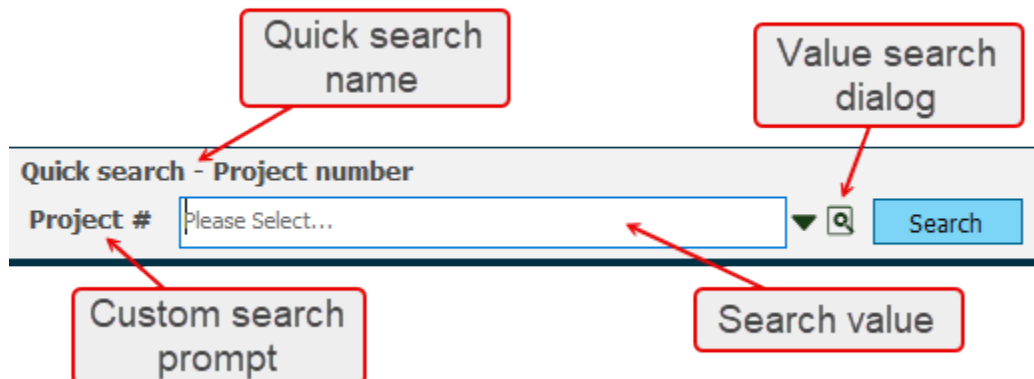 Quick search
name
Value search
dialog
Quick search - Project number
Project # Please Select... Search
Custom search
prompt
Search value